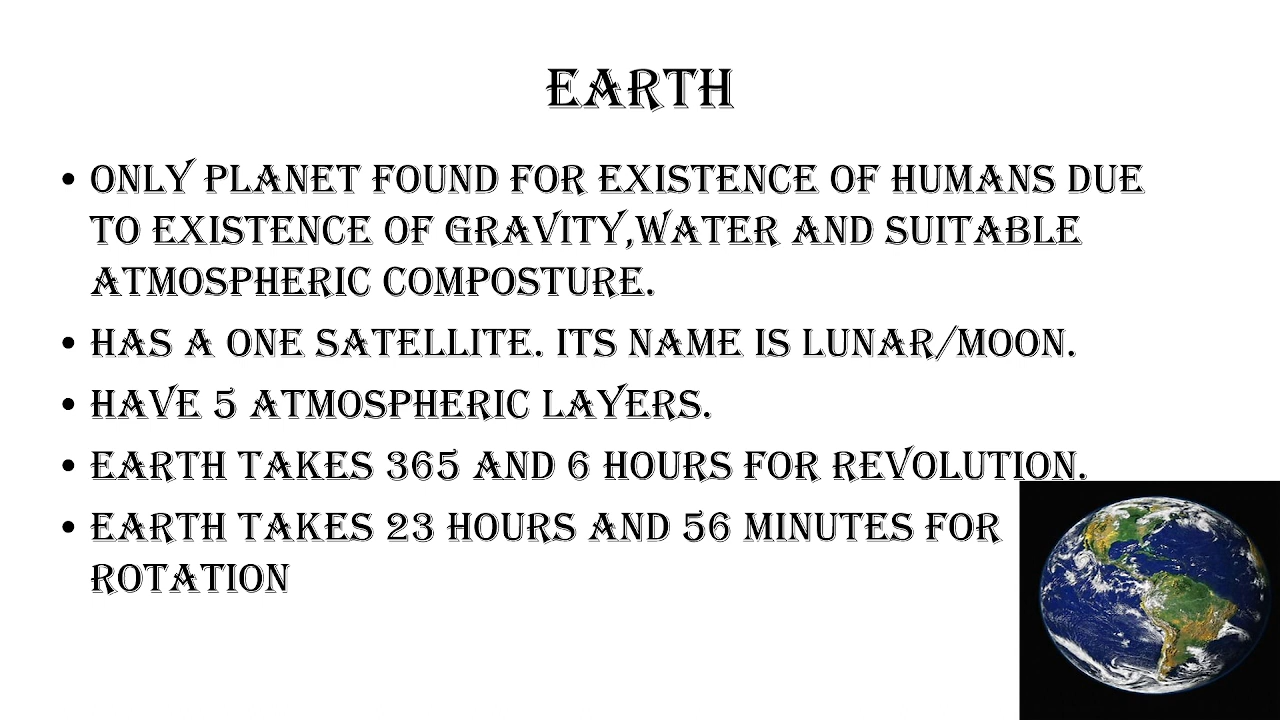 EARTH
• ONLY PLANET FOUND FOR EXISTENCE OF HUMANS DUE
TO EXISTENCE OF GRAVITY,WATER AND SUITABLE
ATMOSPHERIC COMPOSTURE.
• HAS A ONE SATELLITE. ITS NAME IS LUNAR/MOON.
• HAVE 5 ATMOSPHERIC LAYERS.
• EARTH TAKES 365 AND 6 HOURS FOR REVOLUTION.
• EARTH TAKES 23 HOURS AND 56 MINUTES FOR
ROTATION